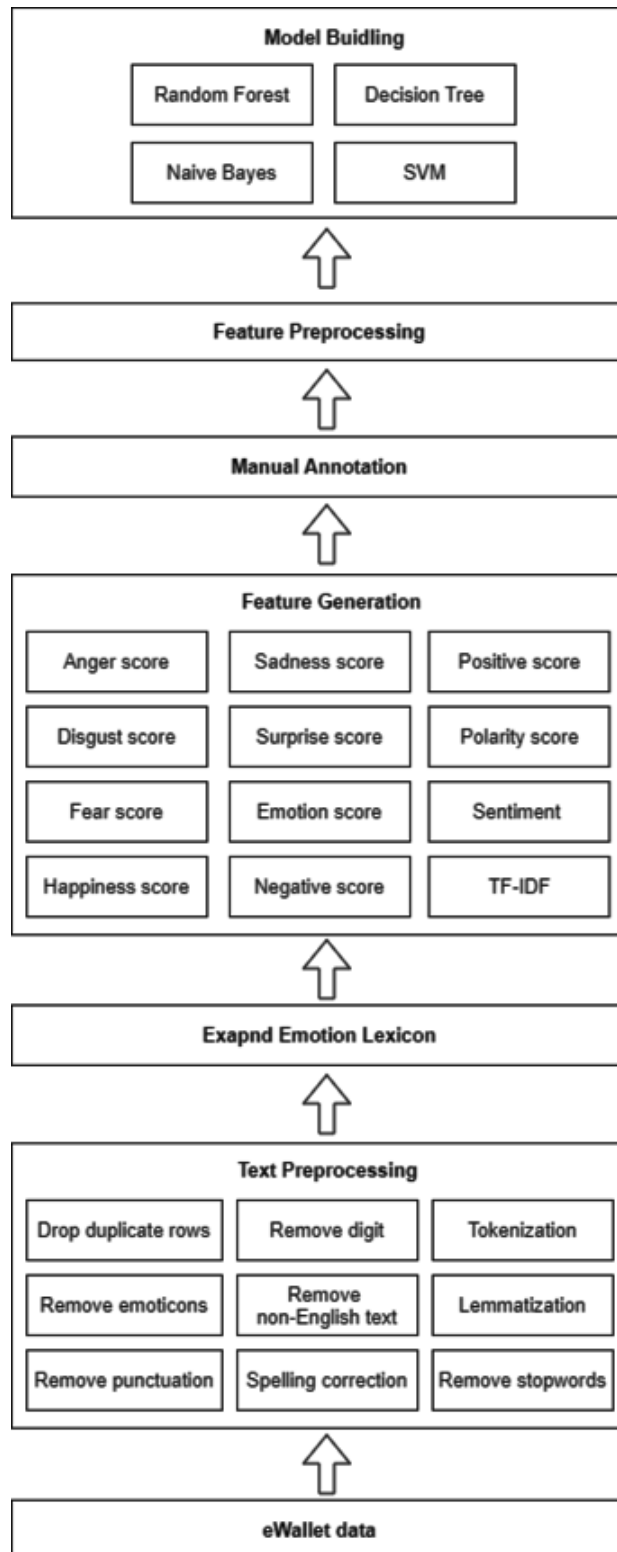 Model Buidling
Random Forest
Decision Tree
Naive Bayes
SVM
Feature Preprocessing
Manual Annotation
Feature Generation
Anger score
Sadness score
Positive score
Disgust score
Surprise score
Polarity score
Fear score
Emotion score
Sentiment
Happiness score
Negative score
TF-IDF
Exapnd Emotion Lexicon
Text Preprocessing
Drop duplicate rows
Remove digit
Tokenization
Remove emoticons
Remove
non-English text
Lemmatization
Remove punctuation
Spelling correction
Remove stopwords
eWallet data